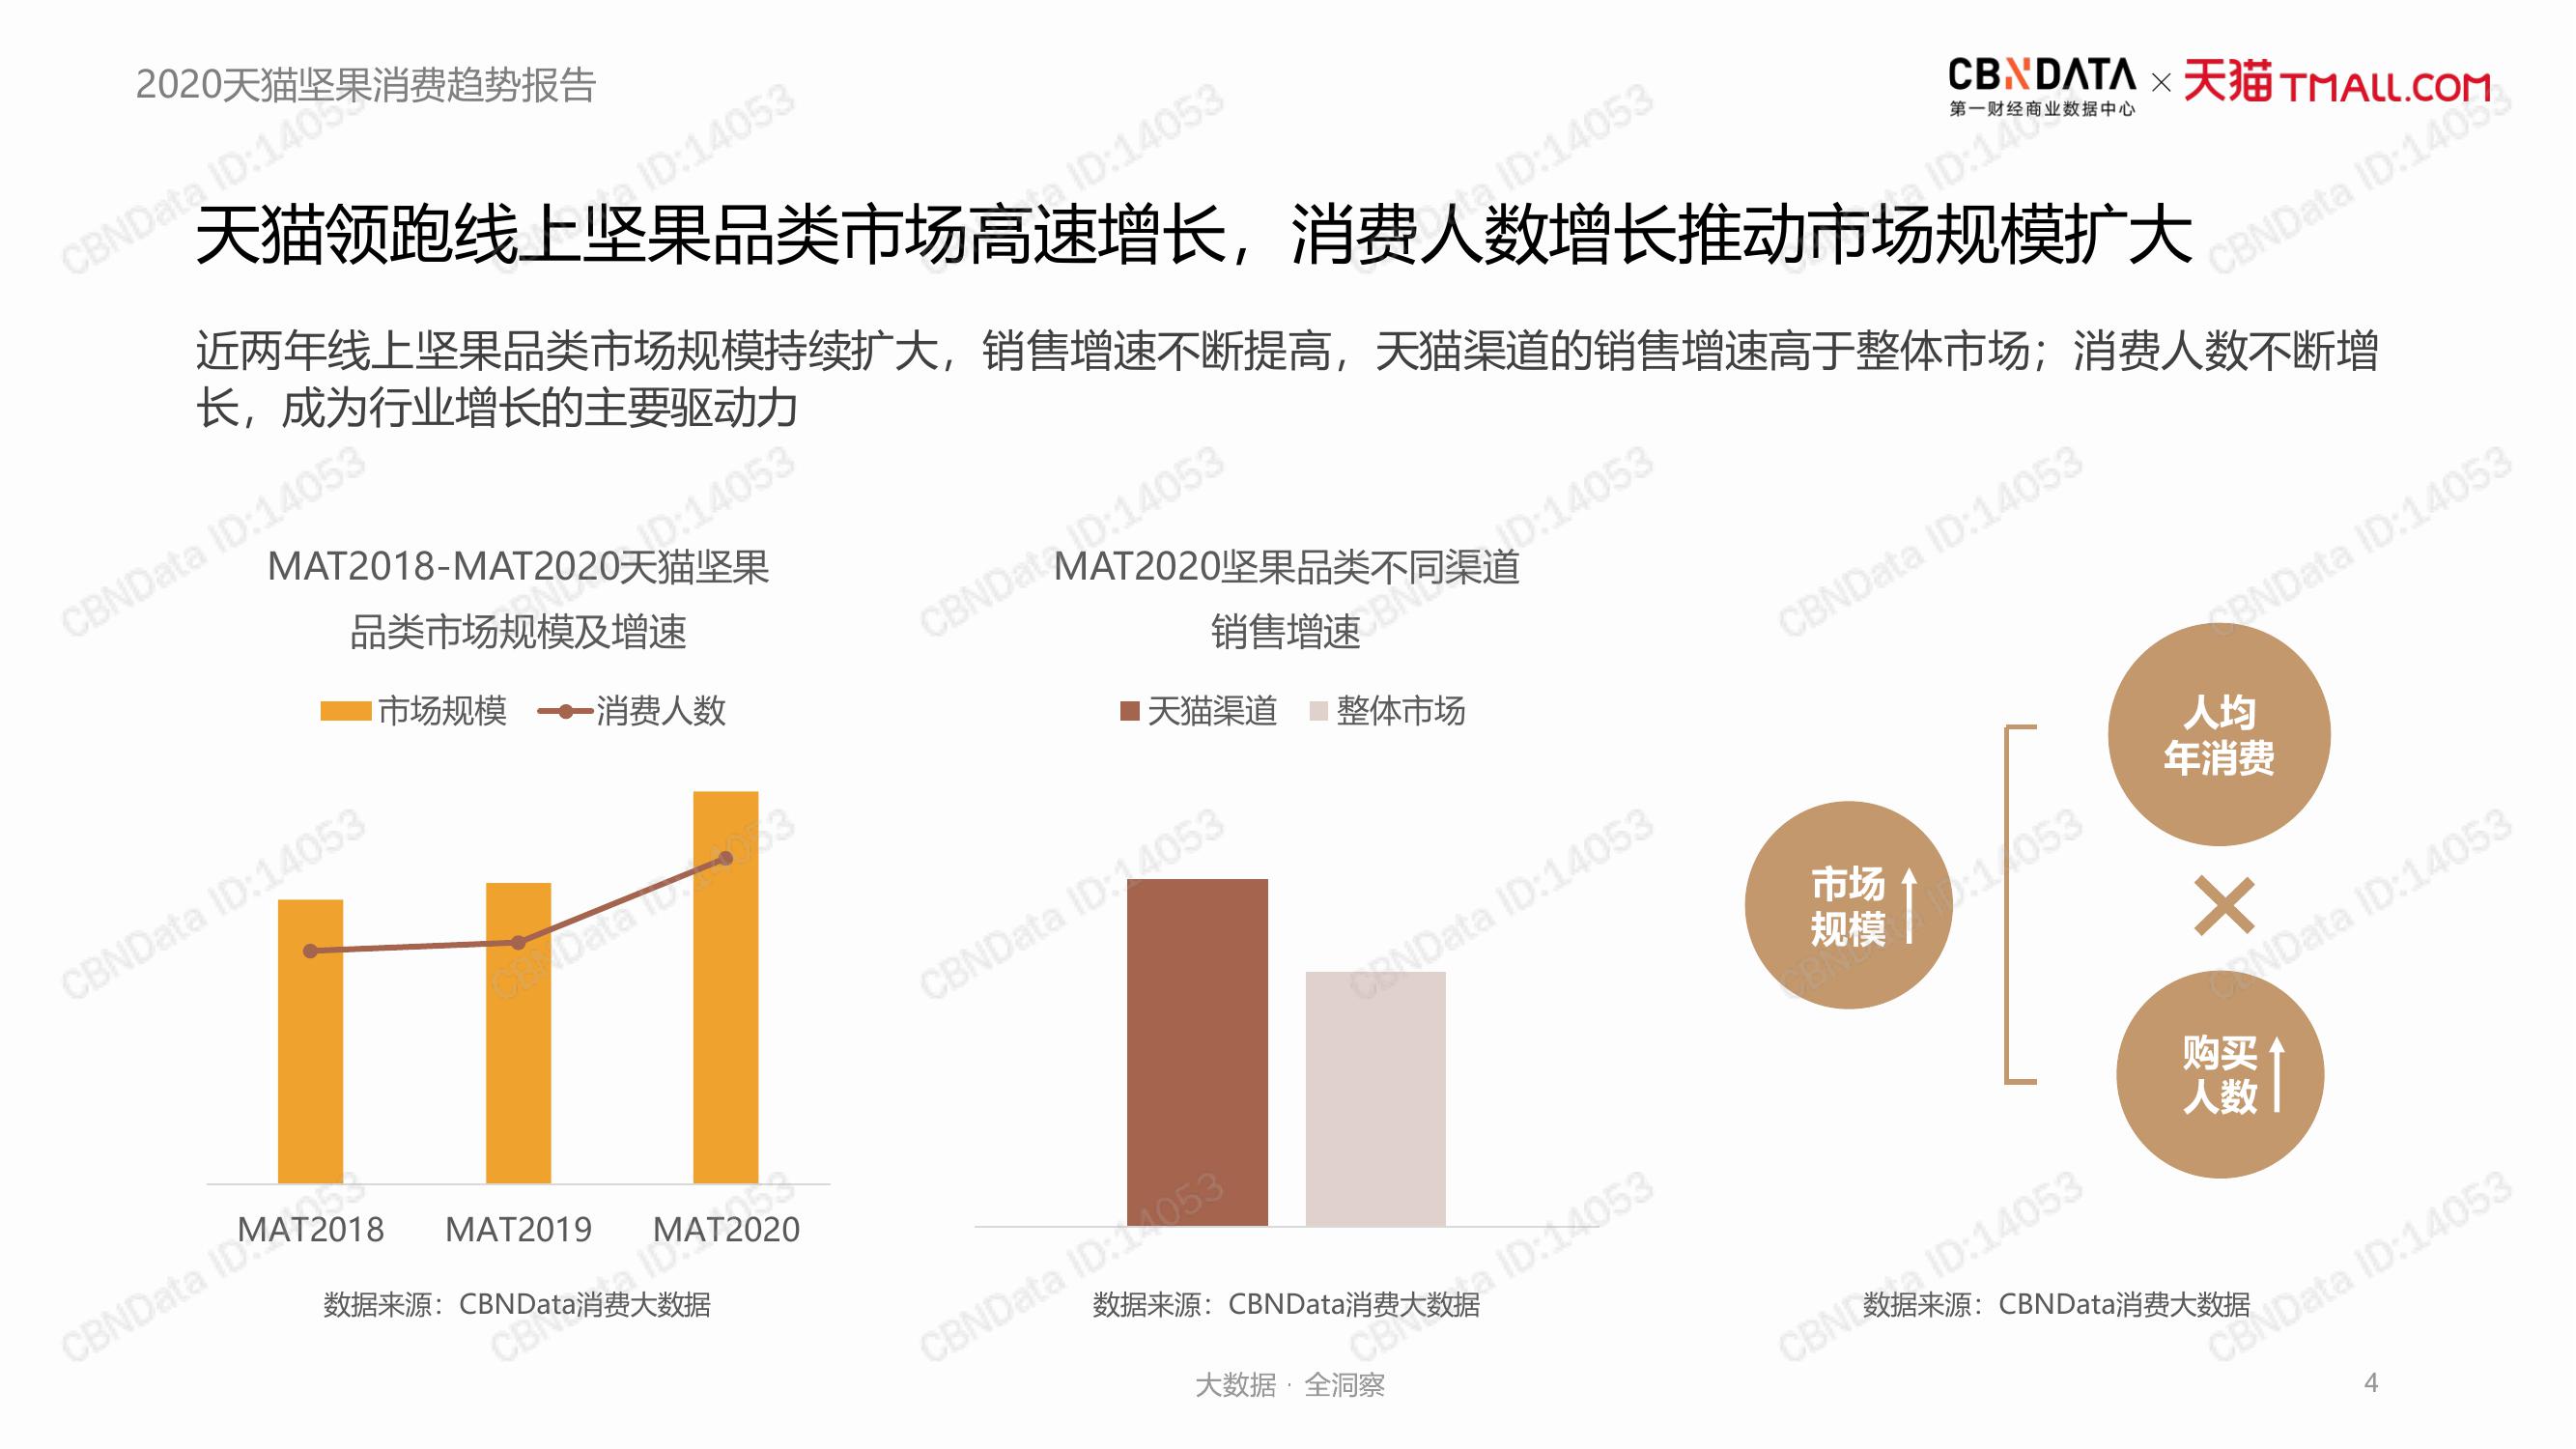 2020天猫坚果消费趋势报告
CBNDATA × 天猫 TMALL.COM
第一财经商业数据中心
天猫领跑线上坚果品类市场高速增长，消费人数增长推动市场规模扩大
近两年线上坚果品类市场规模持续扩大，销售增速不断提高，天猫渠道的销售增速高于整体市场；消费人数不断增
长，成为行业增长的主要驱动力
MAT2018-MAT2020天猫坚果
品类市场规模及增速
市场规模 消费人数
MAT2018 MAT2019 MAT2020
数据来源：CBNData消费大数据
MAT2020坚果品类不同渠道
销售增速
天猫渠道 整体市场
数据来源：CBNData消费大数据
市场
规模
人均
年消费
×
购买
人数
数据来源：CBNData消费大数据
大数据 · 全洞察
4
CBNData ID:14053